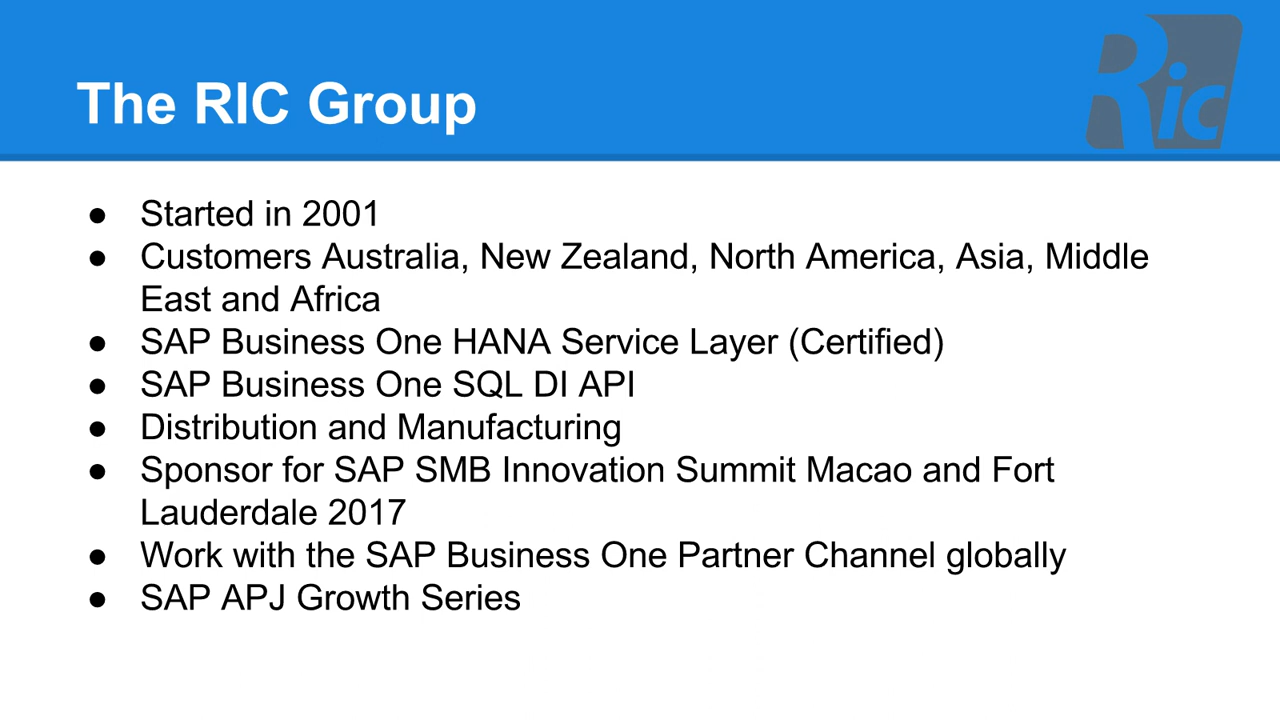 The RIC Group
Ric
● Started in 2001
● Customers Australia, New Zealand, North America, Asia, Middle
East and Africa
● SAP Business One HANA Service Layer (Certified)
● SAP Business One SQL DI API
● Distribution and Manufacturing
● Sponsor for SAP SMB Innovation Summit Macao and Fort
Lauderdale 2017
● Work with the SAP Business One Partner Channel globally
● SAP APJ Growth Series